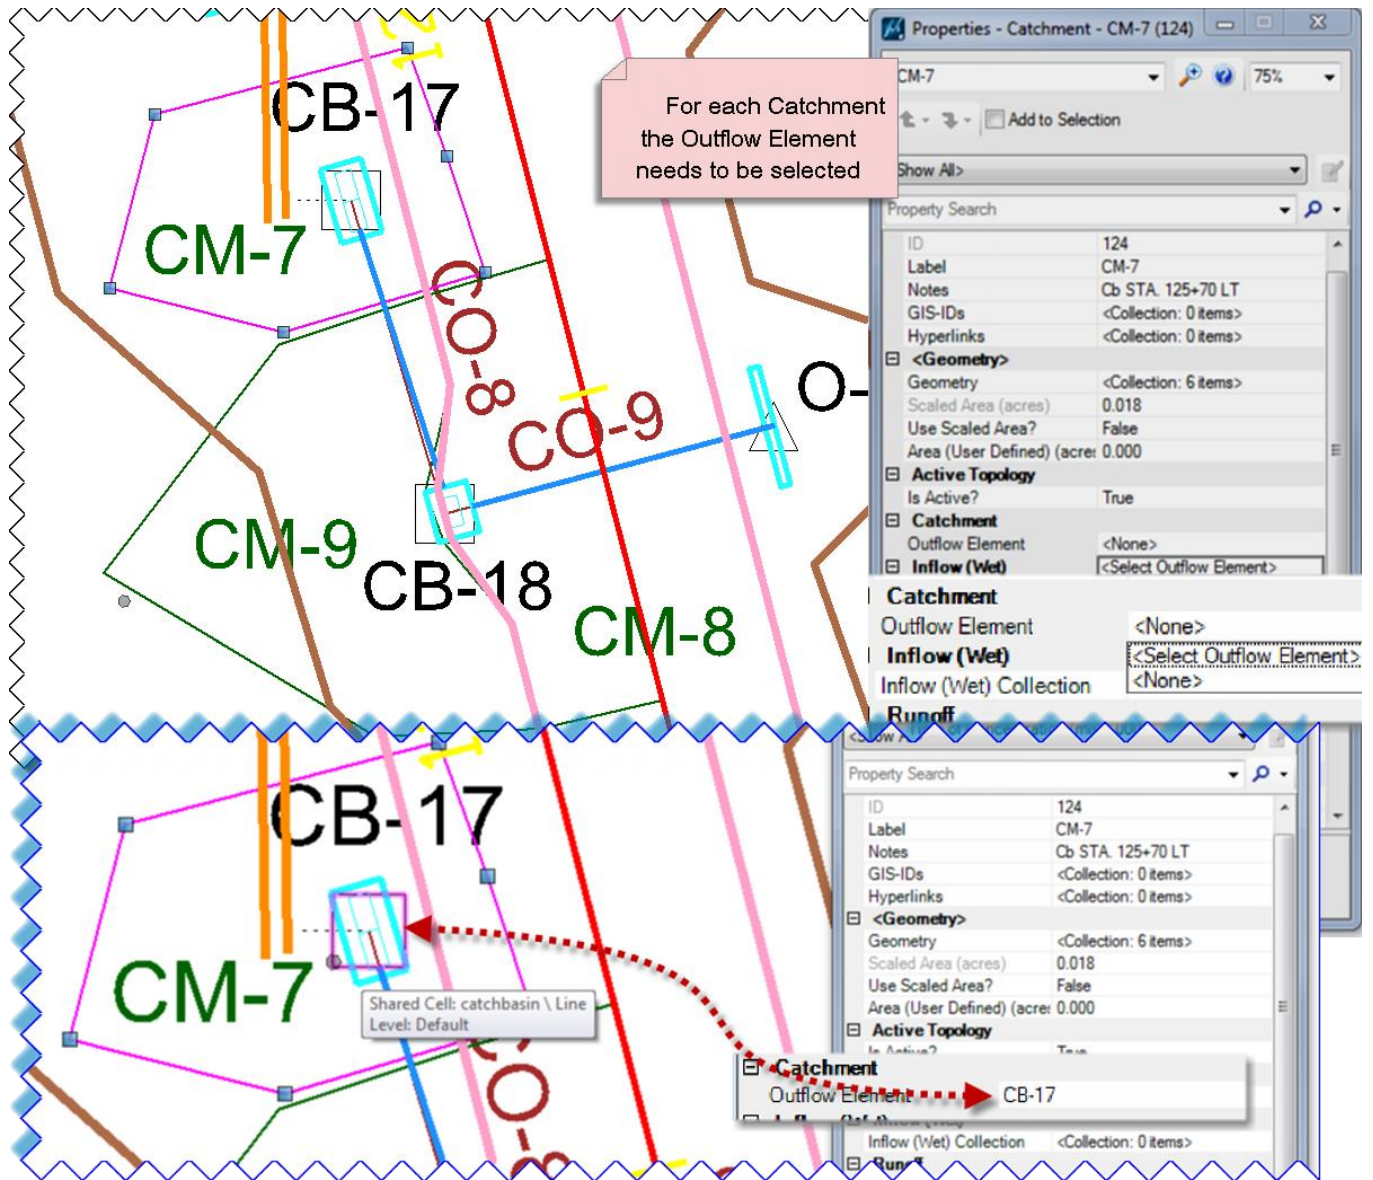 Properties - Catchment - CM-7 (124)
CM-7
75%
Add to Selection
Show All>
Property Search
ID 124
Label CM-7
Notes Cb STA. 125+70 LT
GIS-IDs <Collection: 0 items>
Hyperlinks <Collection: 0 items>
<Geometry>
Geometry <Collection: 6 items>
Scaled Area (acres) 0.018
Use Scaled Area? False
Area (User Defined) (acres 0.000
Active Topology
Is Active? True
Catchment
Outflow Element <None>
Inflow (Wet) <Select Outflow Element>
Catchment
Outflow Element <None>
Inflow (Wet) <Select Outflow Element>
Inflow (Wet) Collection <None>
Runoff
For each Catchment
the Outflow Element
needs to be selected
CB-17
CM-7
CO-8
CO-9
O-
CM-9
CB-18
CM-8
CB-17
CM-7
Shared Cell: catchbasin \ Line
Level: Default
Property Search
ID 124
Label CM-7
Notes Cb STA. 125+70 LT
GIS-IDs <Collection: 0 items>
Hyperlinks <Collection: 0 items>
<Geometry>
Geometry <Collection: 6 items>
Scaled Area (acres) 0.018
Use Scaled Area? False
Area (User Defined) (acres 0.000
Active Topology
Is Active? True
Catchment
Outflow Element CB-17
Inflow (Wet) Collection <Collection: 0 items>
Runoff